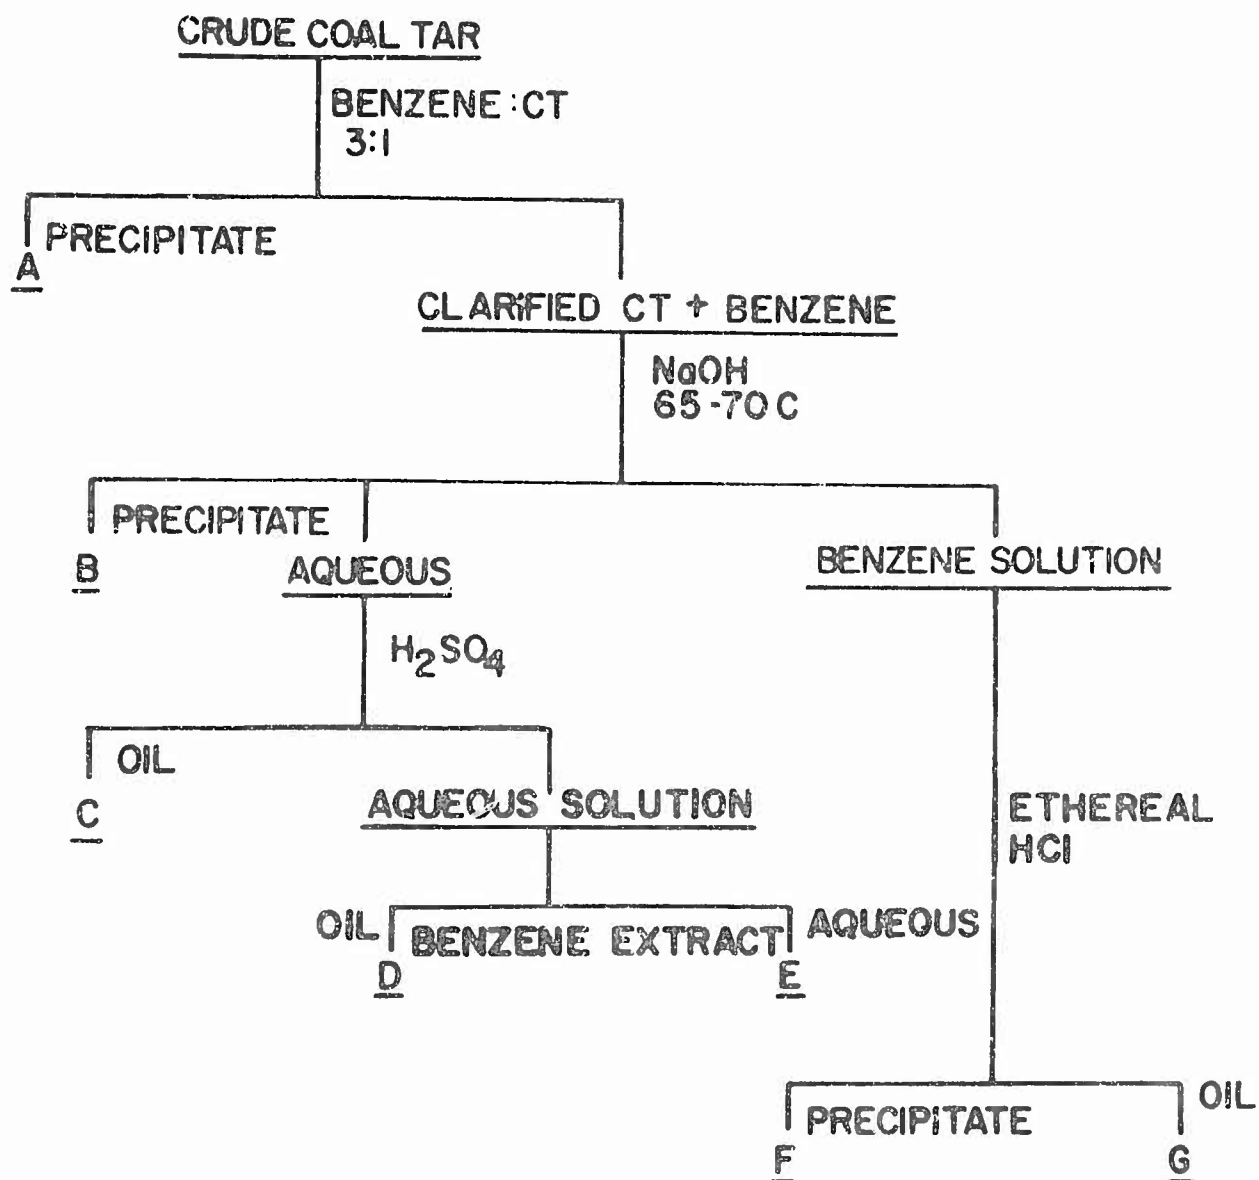 CRUDE COAL TAR
BENZENE:CT
3:1
PRECIPITATE
A
CLARIFIED CT + BENZENE
NaOH
65-70 C
PRECIPITATE
B
AQUEOUS
BENZENE SOLUTION
H2SO4
OIL
C
AQUEOUS SOLUTION
ETHEREAL
HCl
OIL
BENZENE EXTRACT
AQUEOUS
D
E
PRECIPITATE
OIL
F
G